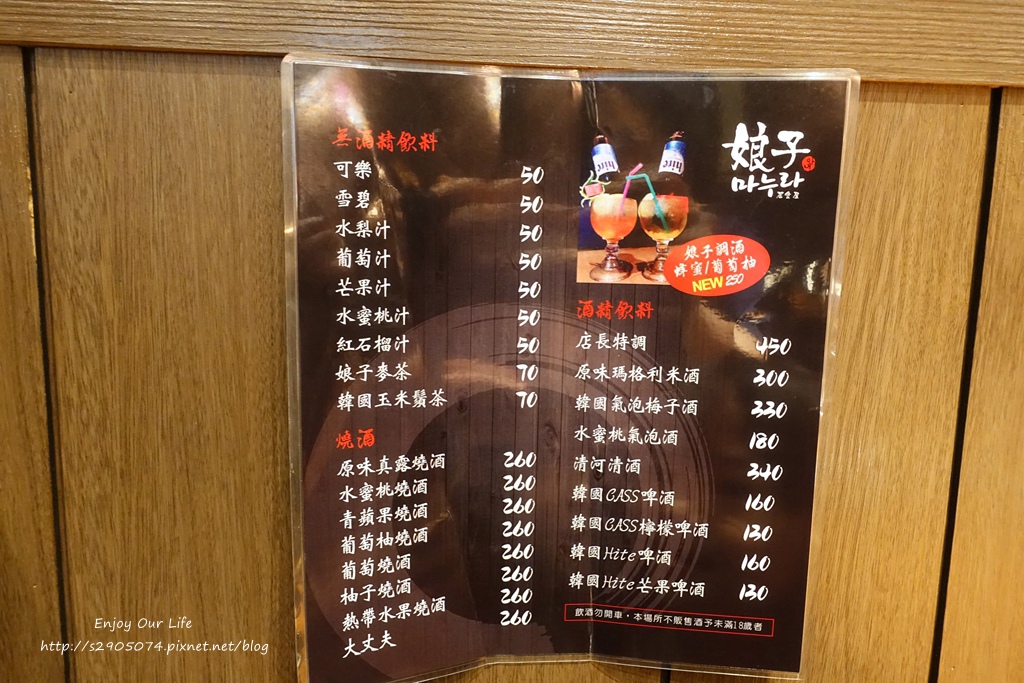 無酒精飲料
可樂 50
雪碧 50
水梨汁 50
葡萄汁 50
芒果汁 50
水蜜桃汁 50
紅石榴汁 50
娘子麥茶 70
韓國玉米鬚茶 70
燒酒
原味真露燒酒 260
水蜜桃燒酒 260
青蘋果燒酒 260
葡萄柚燒酒 260
葡萄燒酒 260
柚子燒酒 260
熱帶水果燒酒 260
大丈夫 260
娘子
마누라
居食屋
娘子調酒
蜂蜜/葡萄柚
NEW 250
酒精飲料
店長特調 450
原味瑪格利米酒 300
韓國氣泡梅子酒 330
水蜜桃氣泡酒 180
清河清酒 340
韓國CASS啤酒 160
韓國CASS檸檬啤酒 130
韓國Hite啤酒 160
韓國Hite芒果啤酒 130
飲酒勿開車・本場所不販售酒予未滿18歲者
Enjoy Our Life
http://s2905074.pixnet.net/blog